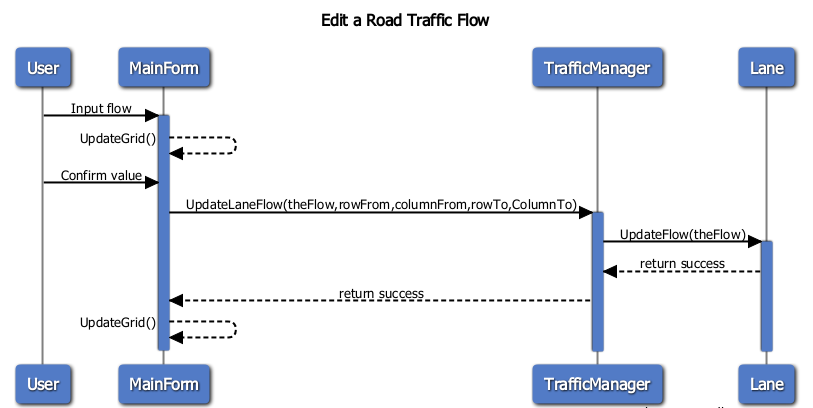 Edit a Road Traffic Flow
User MainForm TrafficManager Lane
Input flow
UpdateGrid()
Confirm value
UpdateLaneFlow(theFlow,rowFrom,columnFrom,rowTo,ColumnTo)
UpdateFlow(theFlow)
return success
return success
UpdateGrid()
User MainForm TrafficManager Lane